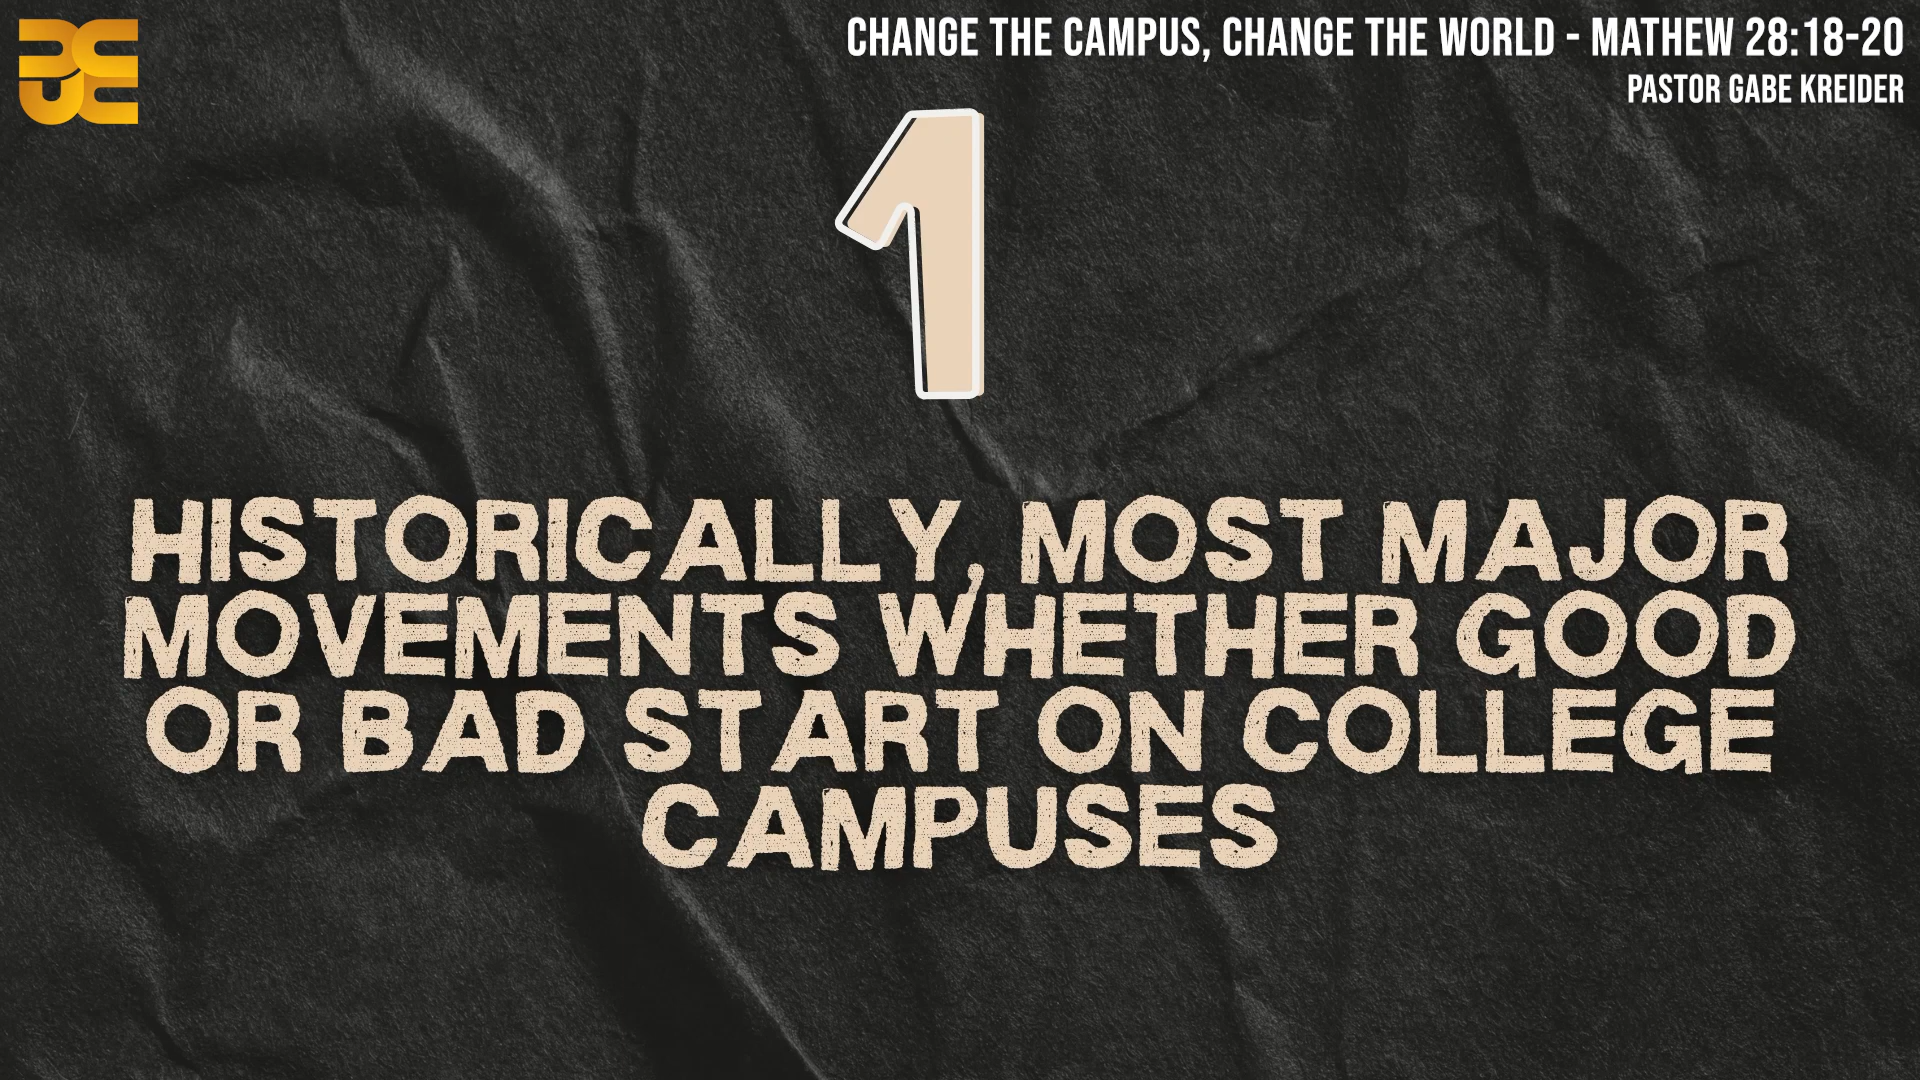 CHANGE THE CAMPUS, CHANGE THE WORLD - MATHEW 28:18-20
PASTOR GABE KREIDER
1
HISTORICALLY, MOST MAJOR
MOVEMENTS WHETHER GOOD
OR BAD START ON COLLEGE
CAMPUSES